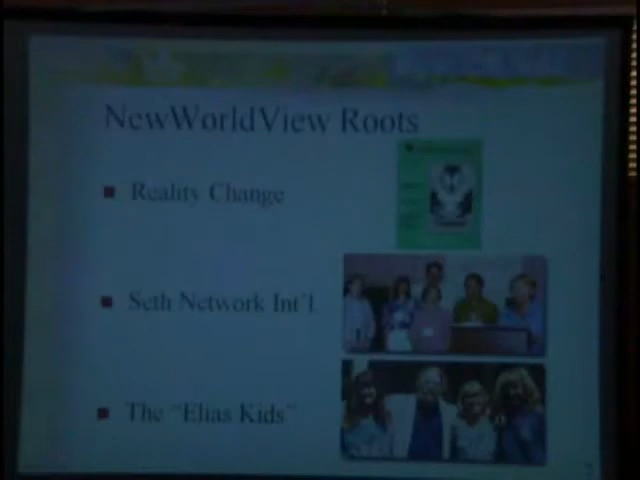 NewWorldView Roots
Reality Change
Seth Network Int'l.
The "Elias Kids"